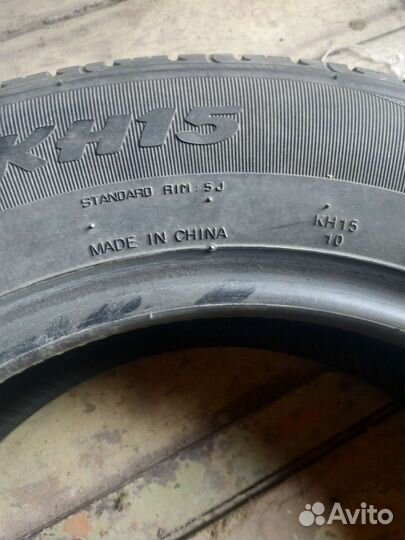 KH15
STANDARD RIM : 5J
MADE IN CHINA
KH15
10
Avito